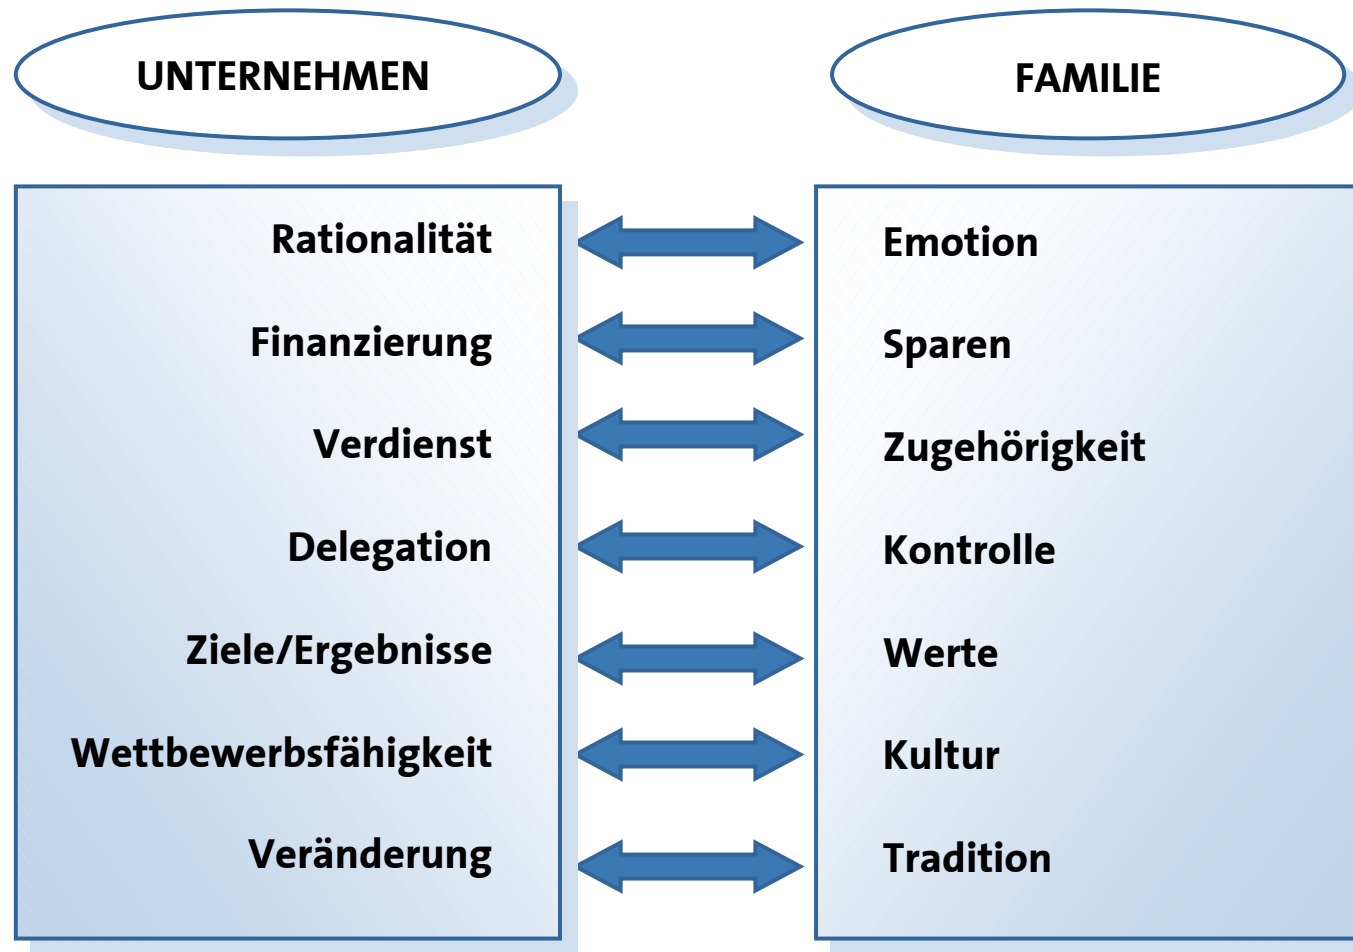 UNTERNEHMEN
FAMILIE
Rationalität
Emotion
Finanzierung
Sparen
Verdienst
Zugehörigkeit
Delegation
Kontrolle
Ziele/Ergebnisse
Werte
Wettbewerbsfähigkeit
Kultur
Veränderung
Tradition